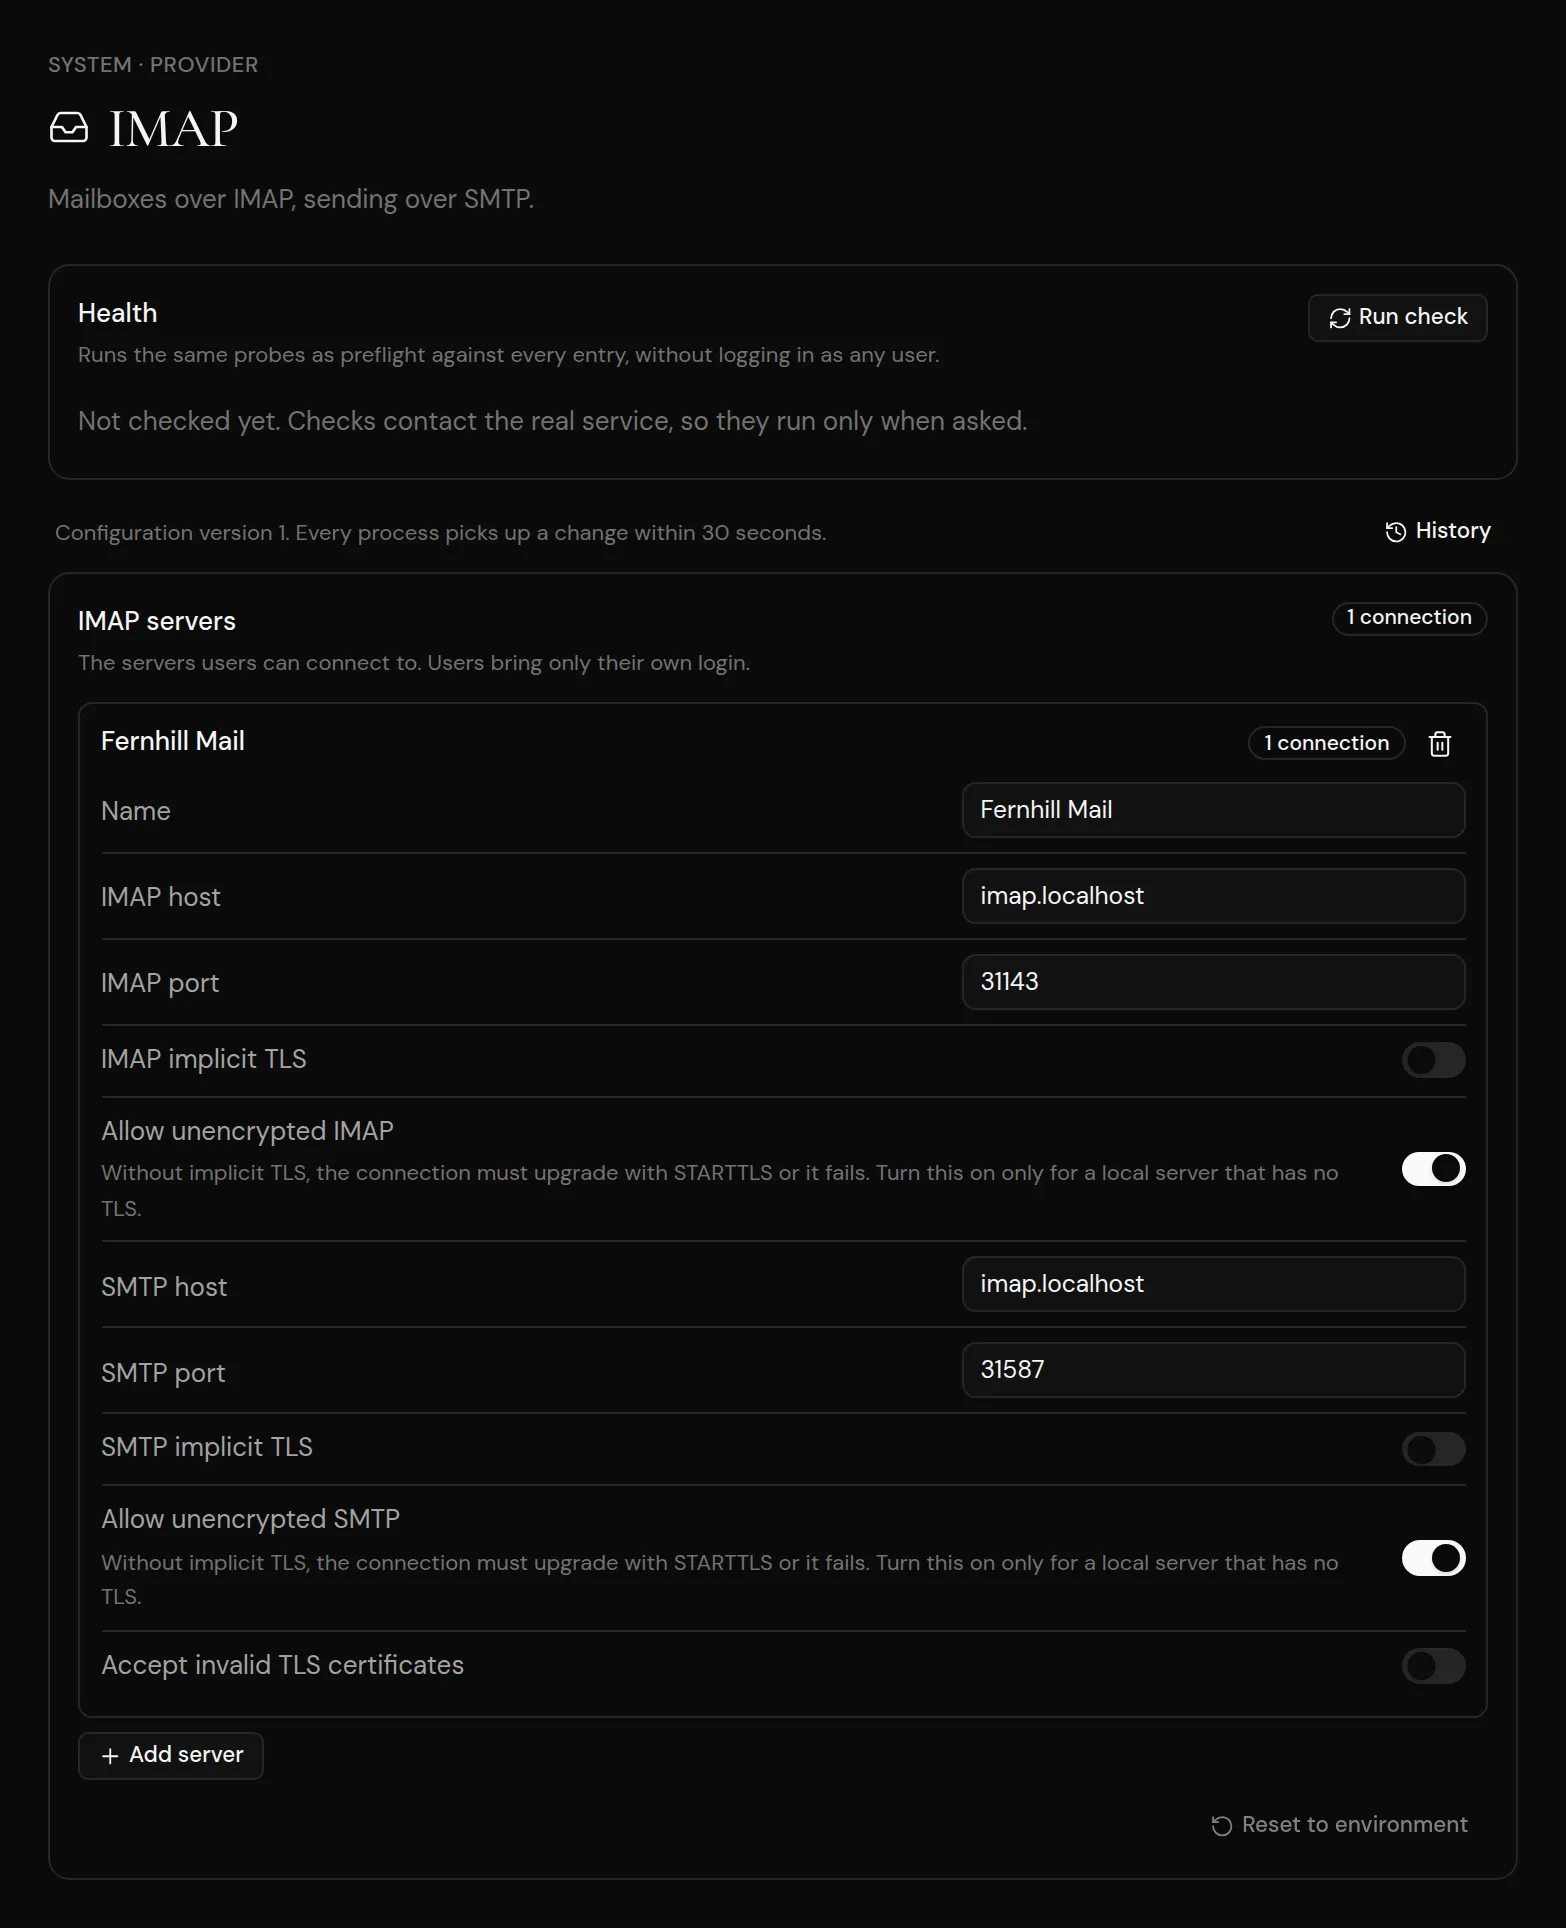 SYSTEM · PROVIDER
IMAP
Mailboxes over IMAP, sending over SMTP.
Health
Run check
Runs the same probes as preflight against every entry, without logging in as any user.
Not checked yet. Checks contact the real service, so they run only when asked.
Configuration version 1. Every process picks up a change within 30 seconds.
History
IMAP servers
1 connection
The servers users can connect to. Users bring only their own login.
Fernhill Mail
1 connection
Name
Fernhill Mail
IMAP host
imap.localhost
IMAP port
31143
IMAP implicit TLS
Allow unencrypted IMAP
Without implicit TLS, the connection must upgrade with STARTTLS or it fails. Turn this on only for a local server that has no
TLS.
SMTP host
imap.localhost
SMTP port
31587
SMTP implicit TLS
Allow unencrypted SMTP
Without implicit TLS, the connection must upgrade with STARTTLS or it fails. Turn this on only for a local server that has no
TLS.
Accept invalid TLS certificates
Add server
Reset to environment